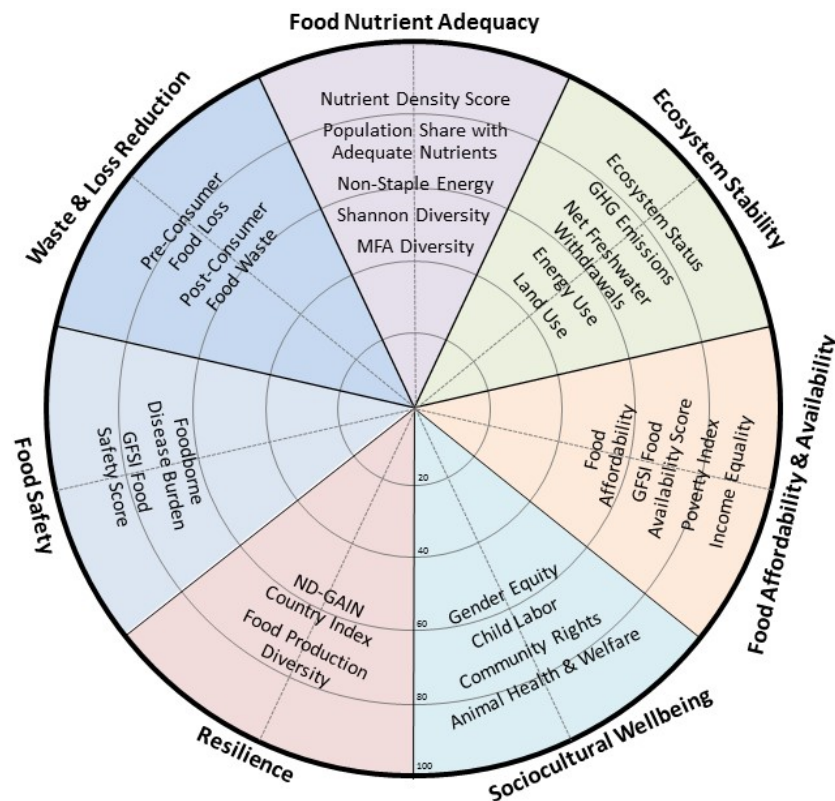 Food Nutrient Adequacy
Nutrient Density Score
Population Share with
Adequate Nutrients
Non-Staple Energy
Shannon Diversity
MFA Diversity
Ecosystem Stability
Ecosystem Status
GHG Emissions
Net Freshwater
Withdrawals
Energy Use
Land Use
Food Affordability & Availability
Food
Affordability
GFSI Food
Availability Score
Poverty Index
Income Equality
Sociocultural Wellbeing
Gender Equity
Child Labor
Community Rights
Animal Health & Welfare
Resilience
ND-GAIN
Country Index
Food Production
Diversity
Food Safety
Foodborne
Disease Burden
GFSI Food
Safety Score
Waste & Loss Reduction
Pre-Consumer
Food Loss
Post-Consumer
Food Waste
20
40
60
80
100